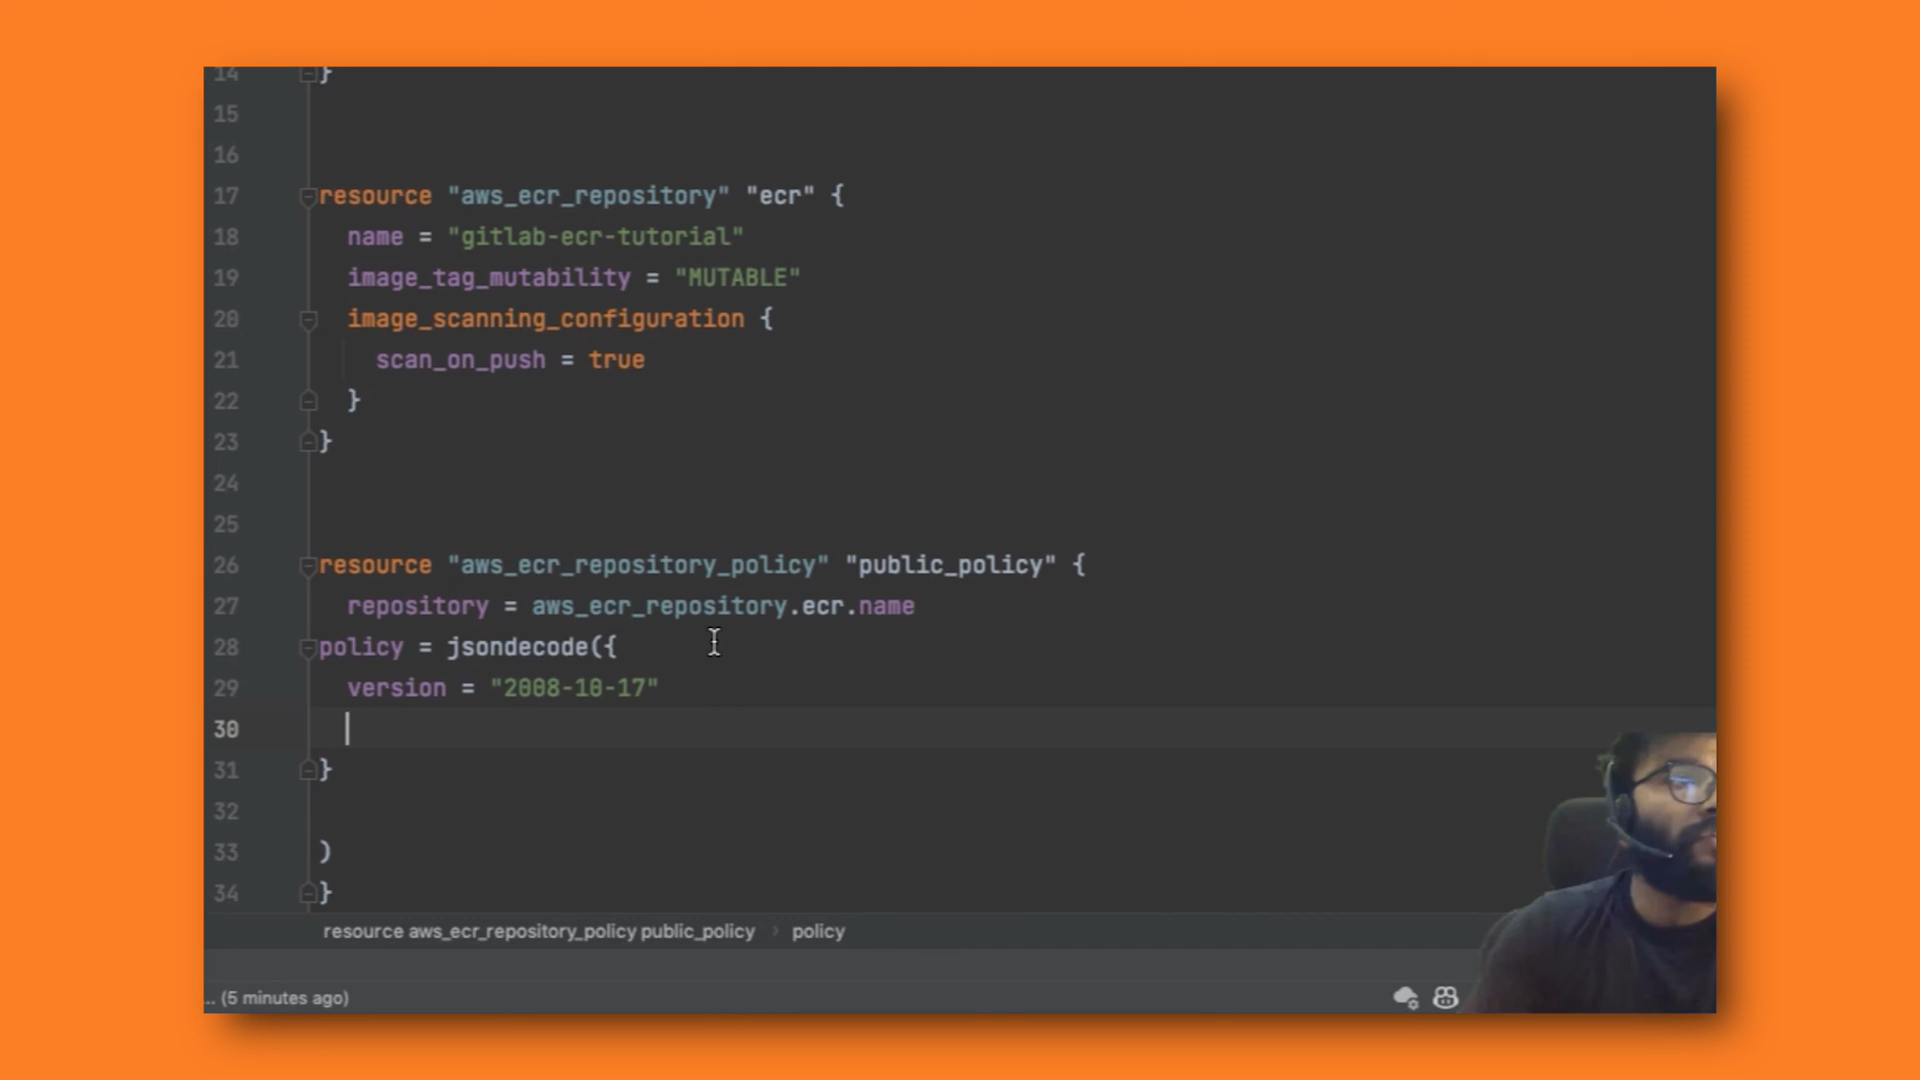 14 }
15
16
17 resource "aws_ecr_repository" "ecr" {
18 name = "gitlab-ecr-tutorial"
19 image_tag_mutability = "MUTABLE"
20 image_scanning_configuration {
21 scan_on_push = true
22 }
23 }
24
25
26 resource "aws_ecr_repository_policy" "public_policy" {
27 repository = aws_ecr_repository.ecr.name
28 policy = jsondecode({
29 version = "2008-10-17"
30
31 }
32
33 )
34 }
resource aws_ecr_repository_policy public_policy › policy
.. (5 minutes ago)